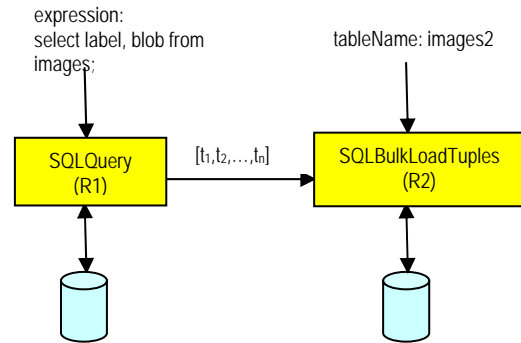 expression:
select label, blob from
images;
tableName: images2
SQLQuery
(R1)
[t1,t2,…,tn]
SQLBulkLoadTuples
(R2)